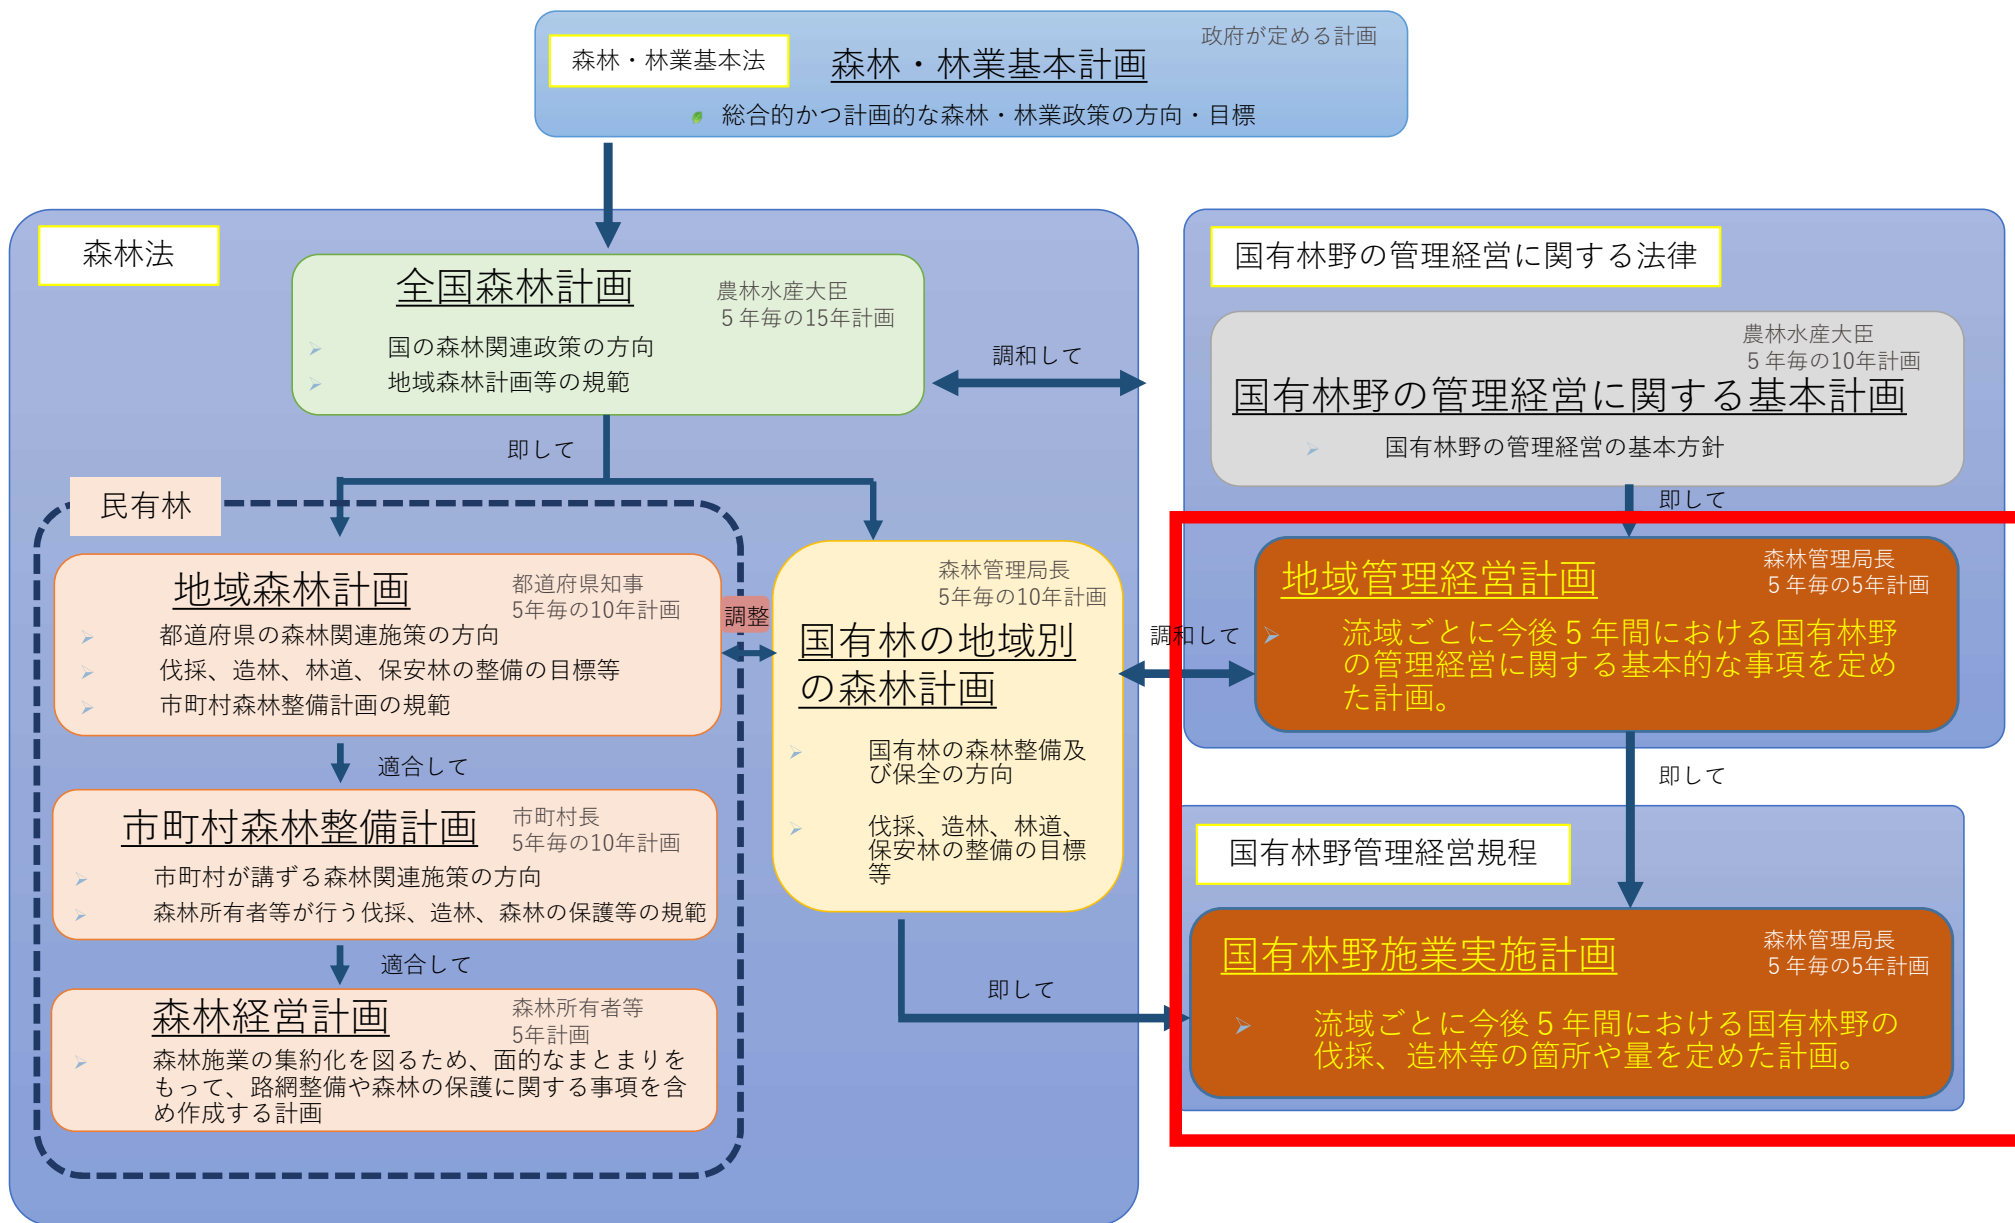 政府が定める計画
森林・林業基本法
森林・林業基本計画
総合的かつ計画的な森林・林業政策の方向・目標
森林法
全国森林計画
農林水産大臣
５年毎の15年計画
国の森林関連政策の方向
地域森林計画等の規範
調和して
国有林野の管理経営に関する法律
農林水産大臣
５年毎の10年計画
国有林野の管理経営に関する基本計画
国有林野の管理経営の基本方針
即して
即して
民有林
地域森林計画
都道府県知事
5年毎の10年計画
都道府県の森林関連施策の方向
伐採、造林、林道、保安林の整備の目標等
市町村森林整備計画の規範
調整
適合して
市町村森林整備計画
市町村長
5年毎の10年計画
市町村が講ずる森林関連施策の方向
森林所有者等が行う伐採、造林、森林の保護等の規範
適合して
森林経営計画
森林所有者等
5年計画
森林施業の集約化を図るため、面的なまとまりを
もって、路網整備や森林の保護に関する事項を含
め作成する計画
森林管理局長
5年毎の10年計画
国有林の地域別
の森林計画
国有林の森林整備及
び保全の方向
伐採、造林、林道、
保安林の整備の目標
等
調和して
即して
地域管理経営計画
森林管理局長
５年毎の5年計画
流域ごとに今後５年間における国有林野
の管理経営に関する基本的な事項を定め
た計画。
即して
国有林野管理経営規程
国有林野施業実施計画
森林管理局長
５年毎の5年計画
流域ごとに今後５年間における国有林野の
伐採、造林等の箇所や量を定めた計画。